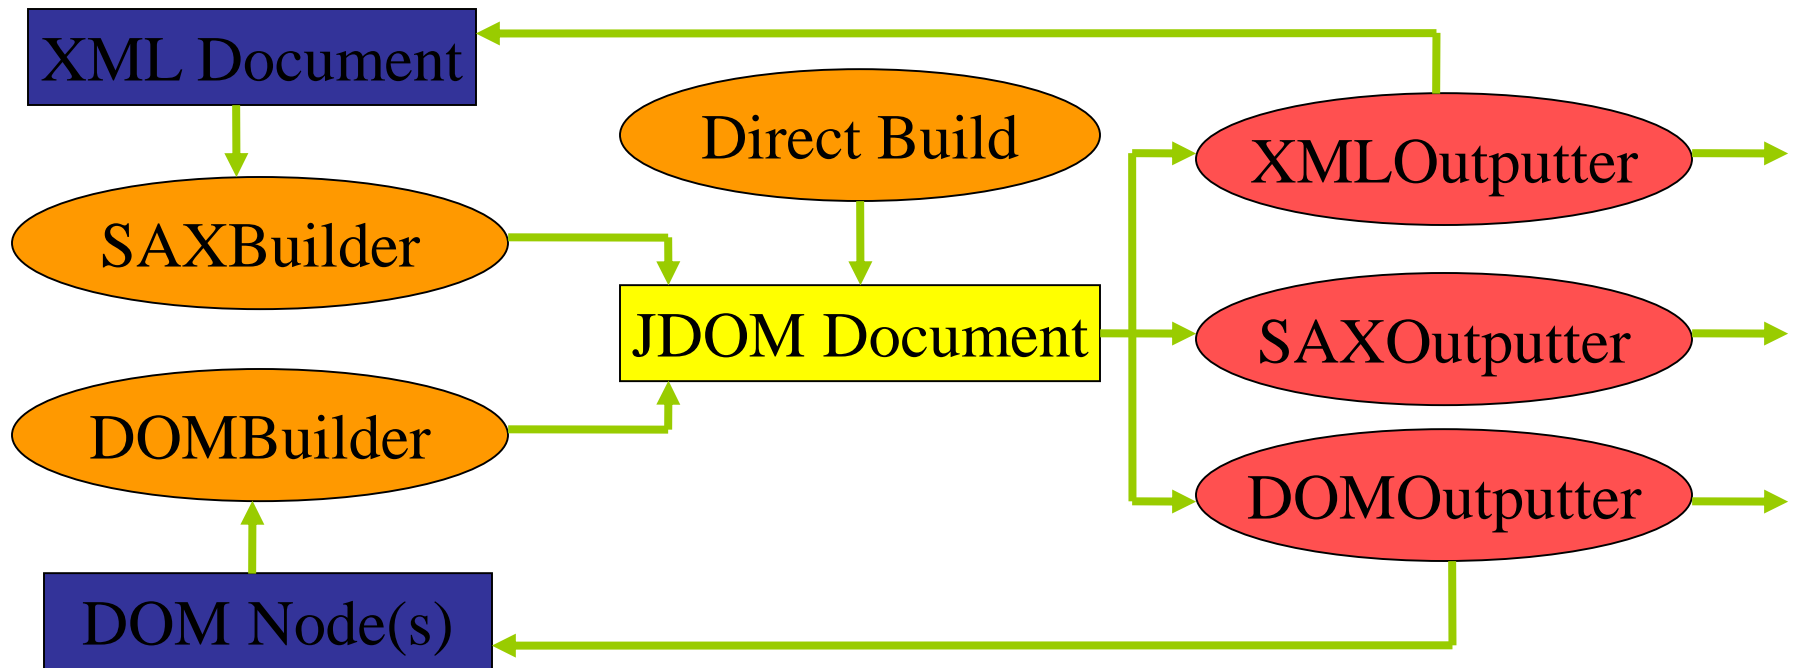 XML Document
Direct Build
XMLOutputter
SAXBuilder
JDOM Document
SAXOutputter
DOMBuilder
DOMOutputter
DOM Node(s)